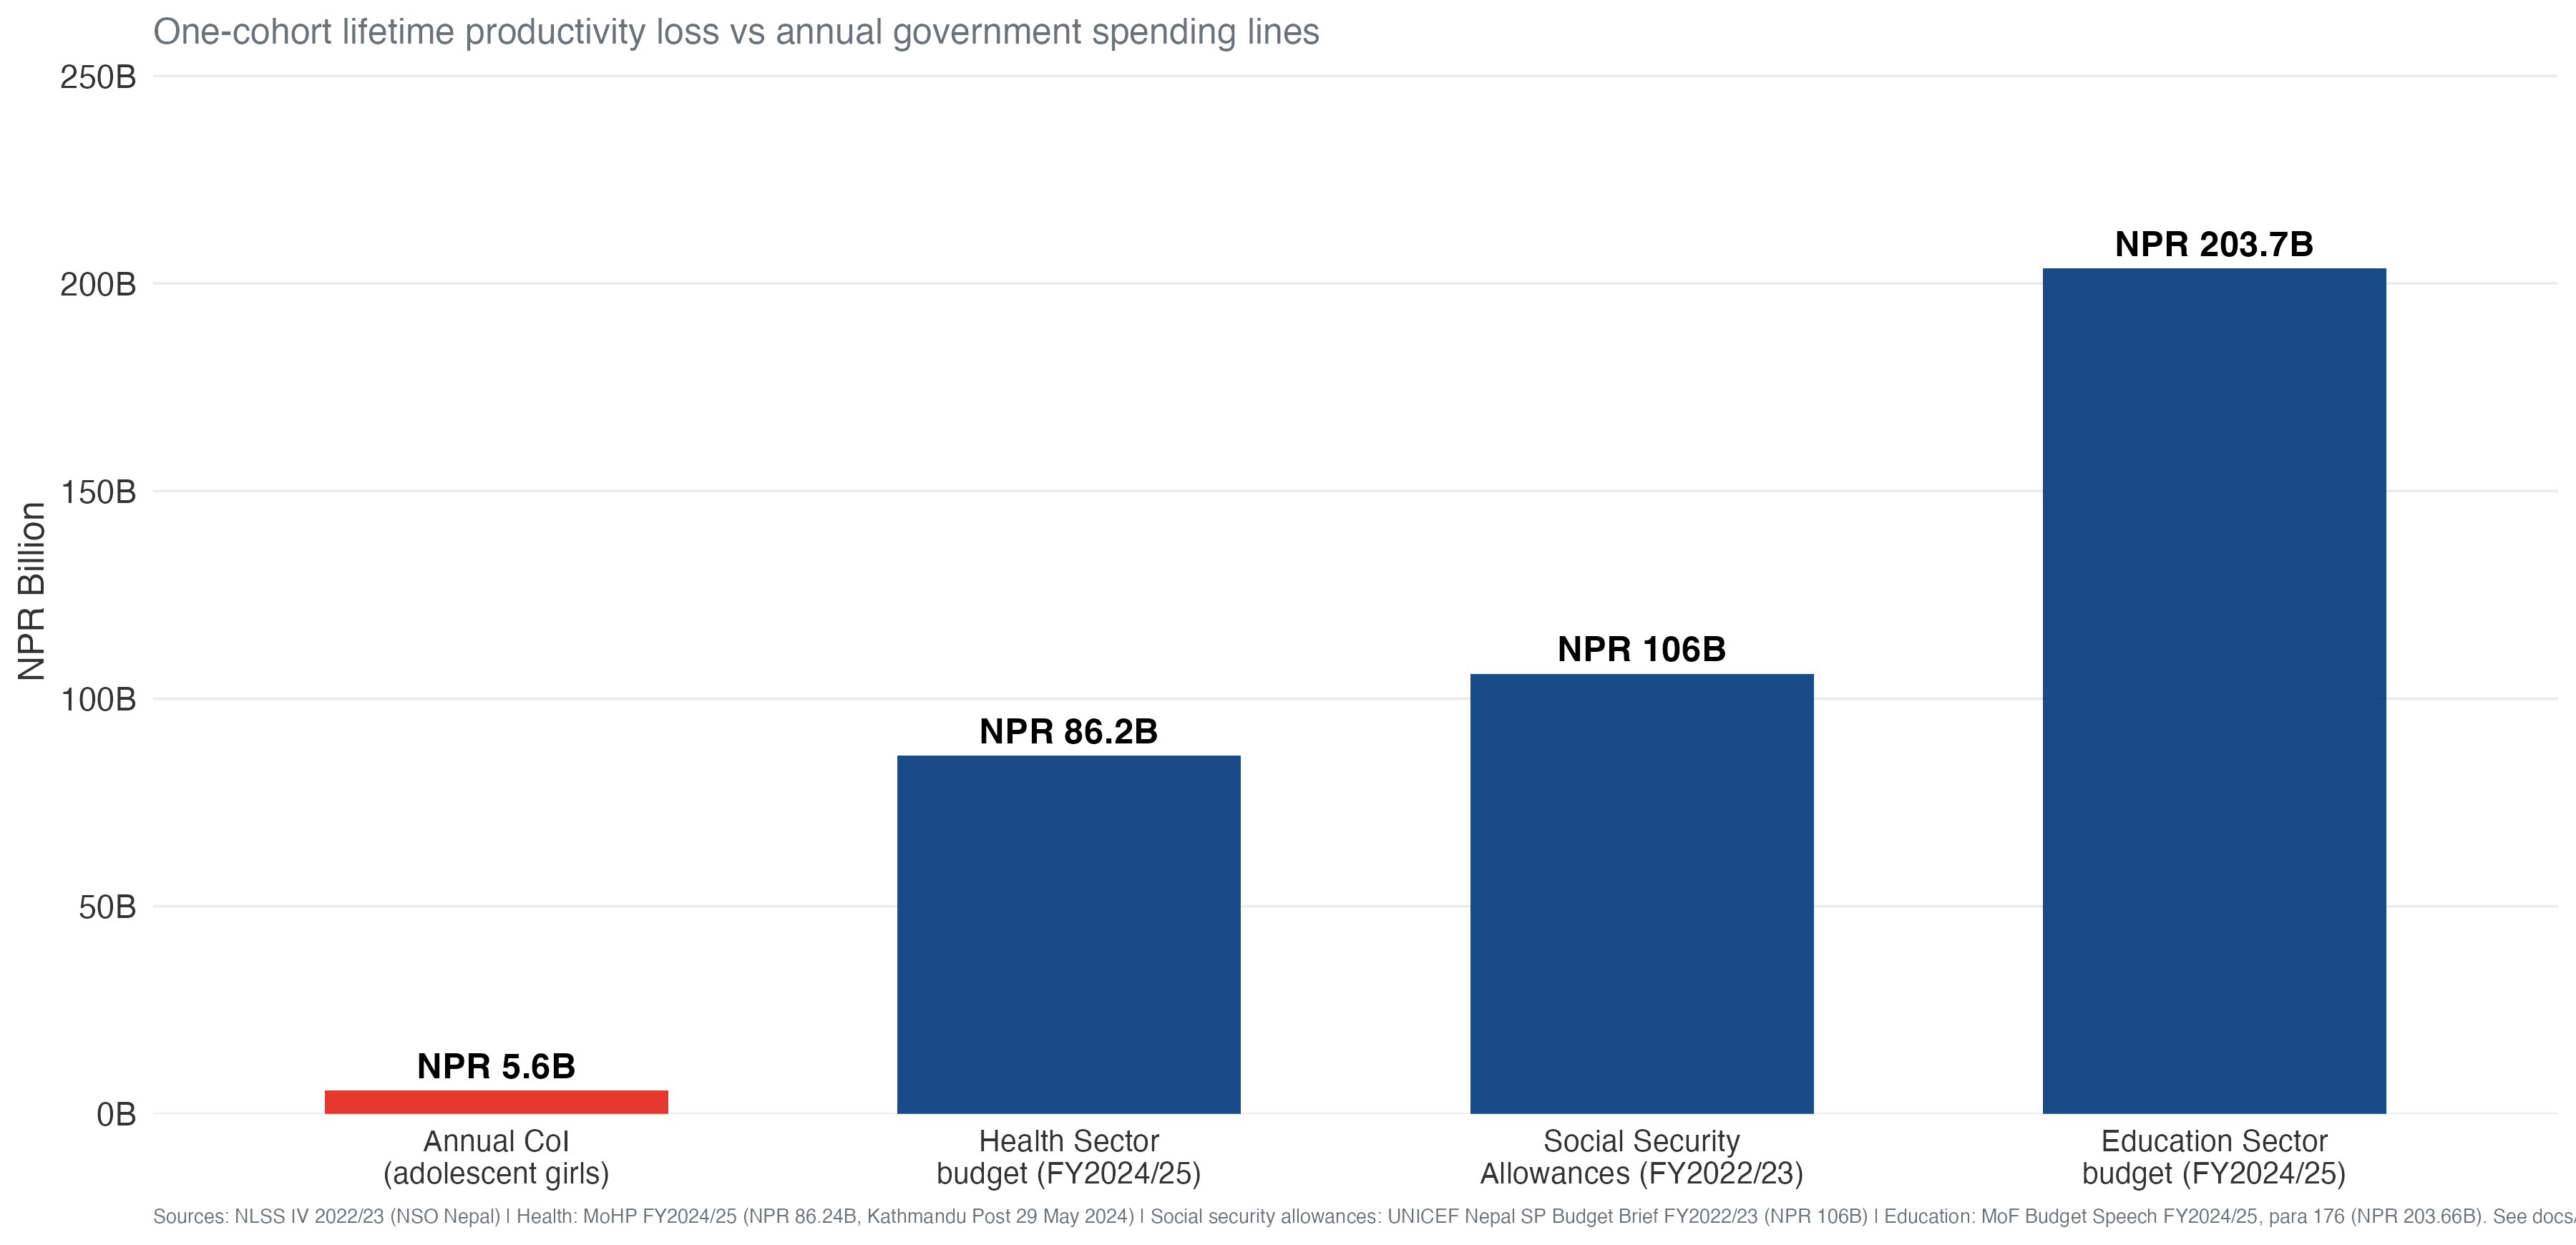 One-cohort lifetime productivity loss vs annual government spending lines
250B
200B
150B
100B
50B
0B
NPR Billion
NPR 5.6B
NPR 86.2B
NPR 106B
NPR 203.7B
Annual CoI
(adolescent girls)
Health Sector
budget (FY2024/25)
Social Security
Allowances (FY2022/23)
Education Sector
budget (FY2024/25)
Sources: NLSS IV 2022/23 (NSO Nepal) | Health: MoHP FY2024/25 (NPR 86.24B, Kathmandu Post 29 May 2024) | Social security allowances: UNICEF Nepal SP Budget Brief FY2022/23 (NPR 106B) | Education: MoF Budget Speech FY2024/25, para 176 (NPR 203.66B). See docs/